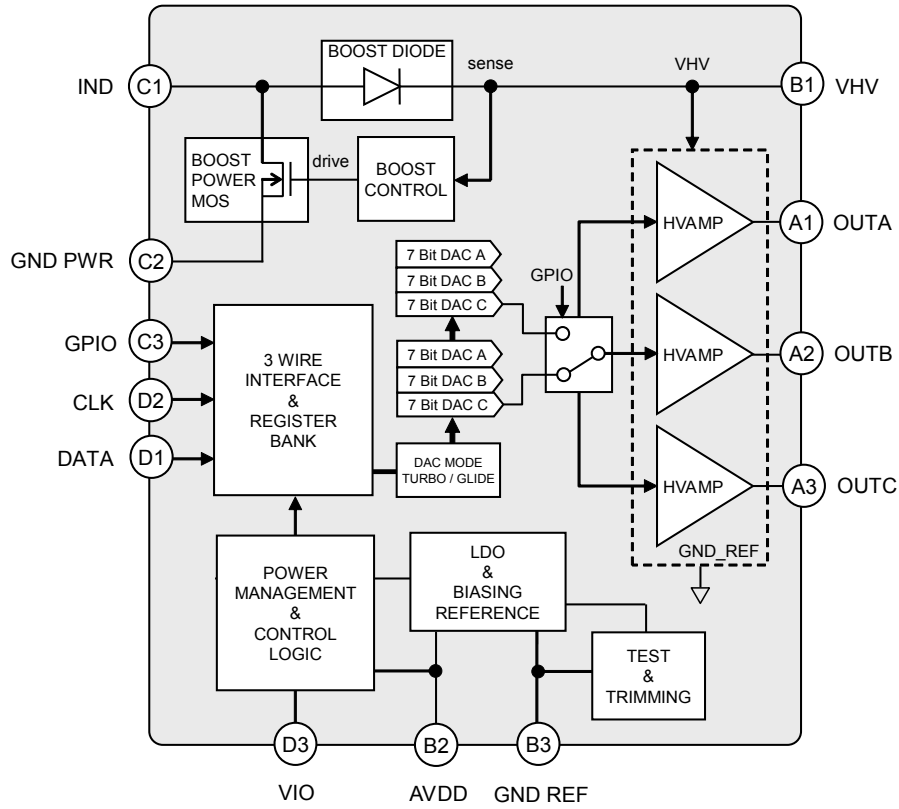 BOOST DIODE
sense
VHV
IND
C1
B1
VHV
BOOST
POWER
MOS
drive
BOOST
CONTROL
HVAMP
A1
OUTA
GND PWR
C2
7 Bit DAC A
7 Bit DAC B
7 Bit DAC C
GPIO
GPIO
C3
3 WIRE
INTERFACE
&
REGISTER
BANK
7 Bit DAC A
7 Bit DAC B
7 Bit DAC C
HVAMP
A2
OUTB
CLK
D2
DATA
D1
DAC MODE
TURBO / GLIDE
HVAMP
A3
OUTC
GND_REF
POWER
MANAGEMENT
&
CONTROL
LOGIC
LDO
&
BIASING
REFERENCE
TEST
&
TRIMMING
D3
B2
B3
VIO
AVDD
GND REF